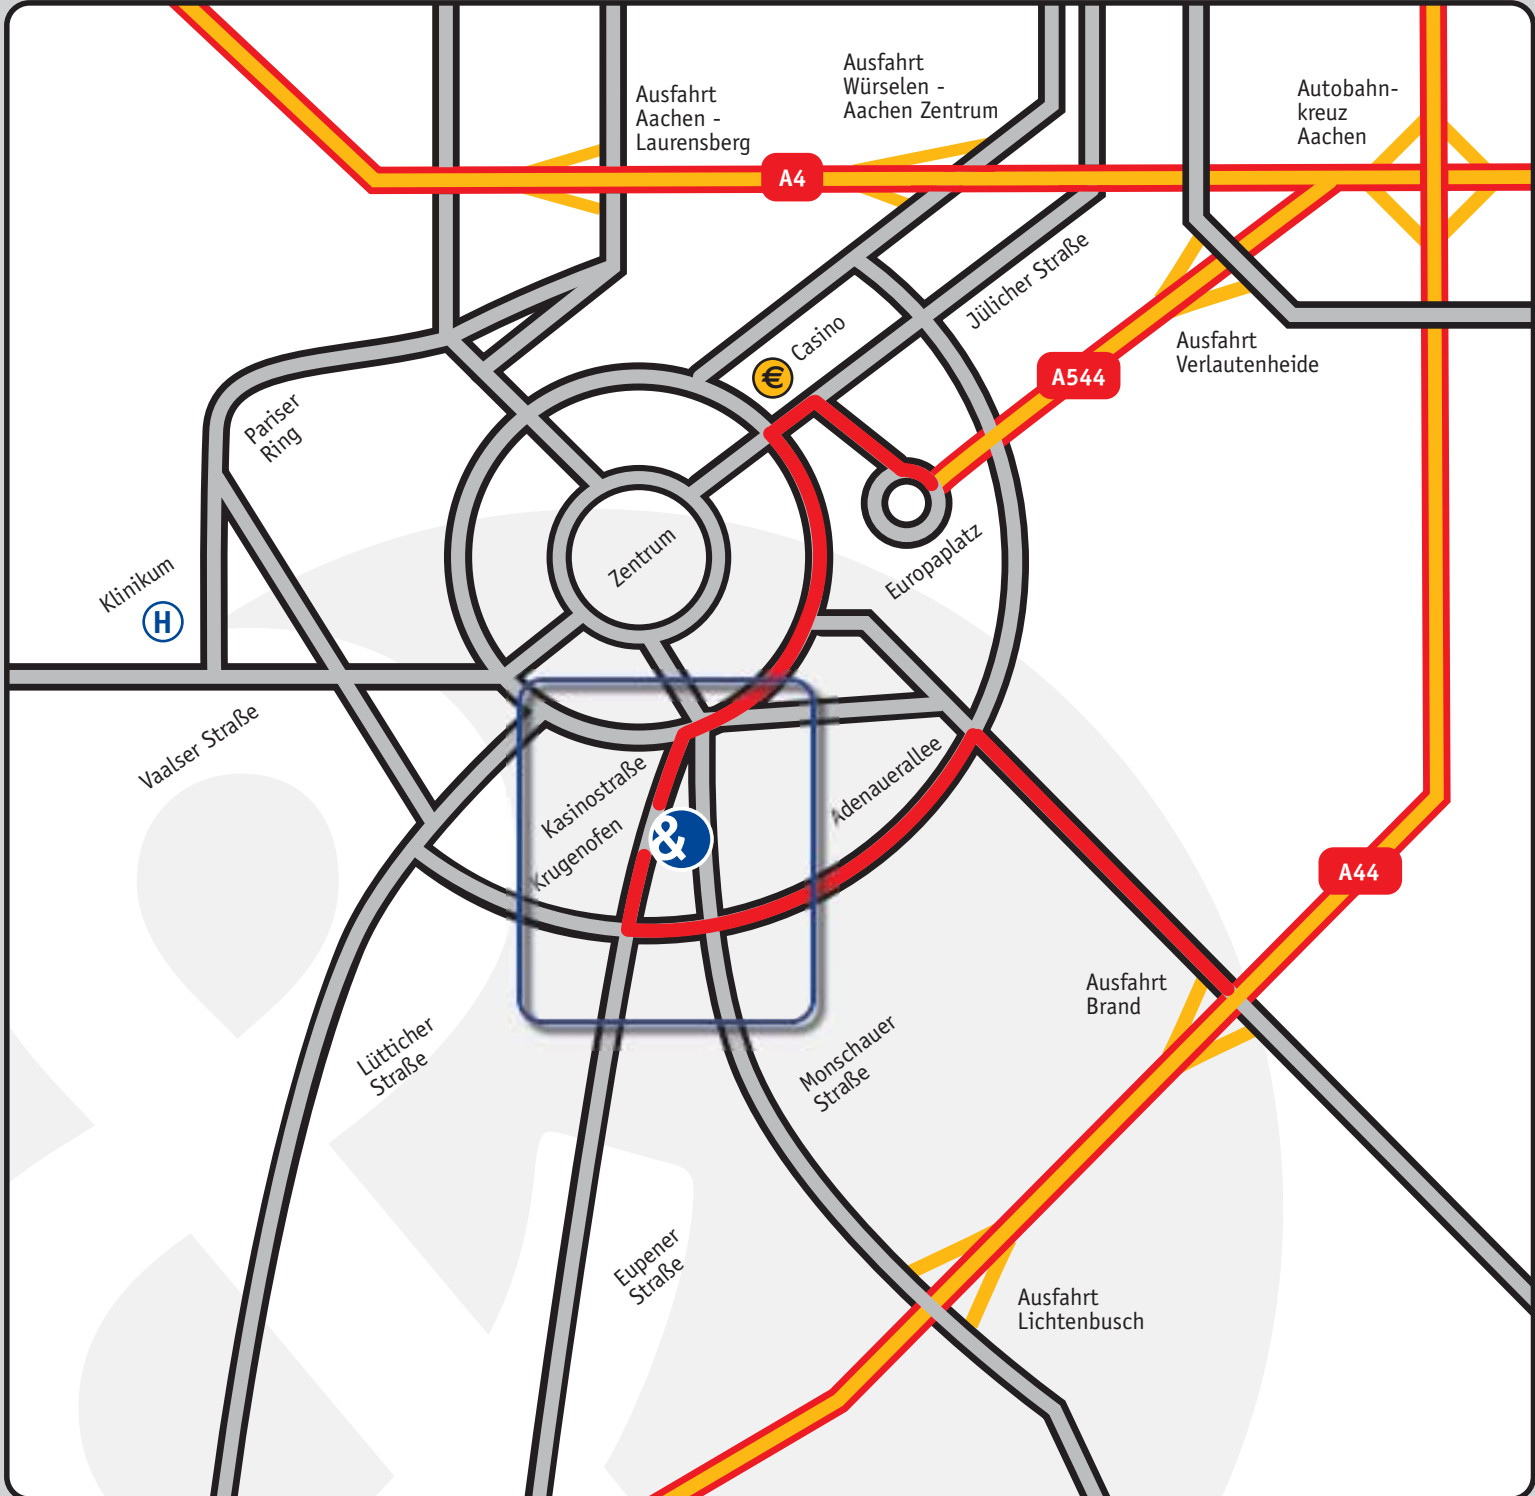 Ausfahrt
Würselen -
Aachen Zentrum
Ausfahrt
Aachen -
Laurensberg
Autobahn-
kreuz
Aachen
A4
Jülicher Straße
Casino
€
Ausfahrt
Verlautenheide
A544
Pariser
Ring
Zentrum
Europaplatz
Klinikum
H
Vaalser Straße
Kasinostraße
Krugenofen
&
Adenauerallee
A44
Ausfahrt
Brand
Lütticher
Straße
Monschauer
Straße
Eupener
Straße
Ausfahrt
Lichtenbusch